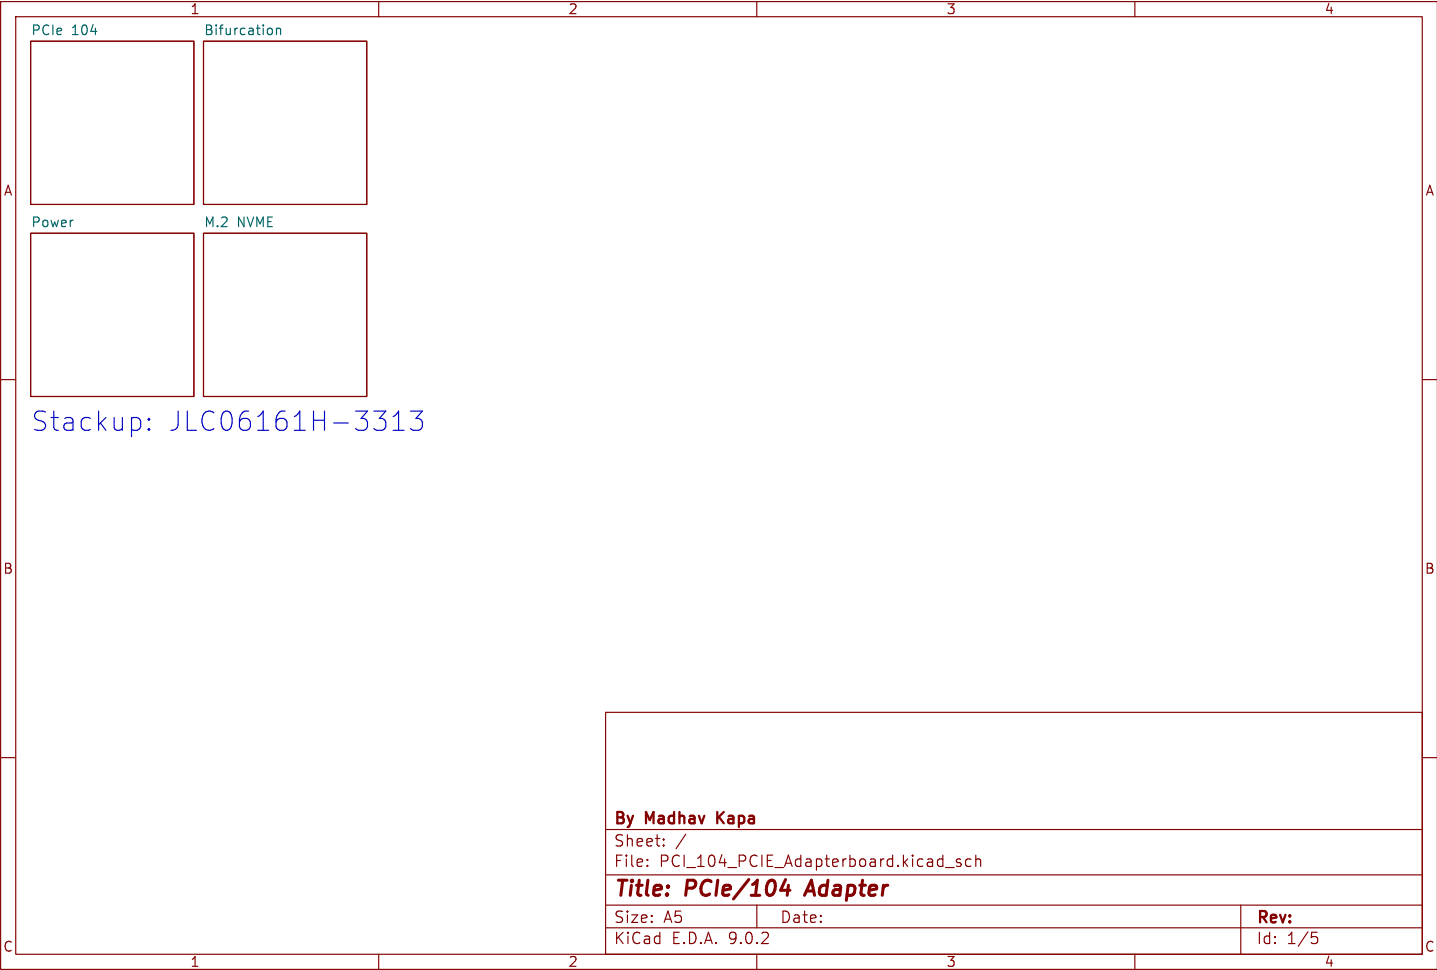 1 2 3 4
PCIe 104 Bifurcation
A A
Power M.2 NVME
Stackup: JLC06161H-3313
B B
By Madhav Kapa
Sheet: /
File: PCI_104_PCIE_Adapterboard.kicad_sch
Title: PCIe/104 Adapter
Size: A5 Date: Rev:
KiCad E.D.A. 9.0.2 Id: 1/5
C C
1 2 3 4